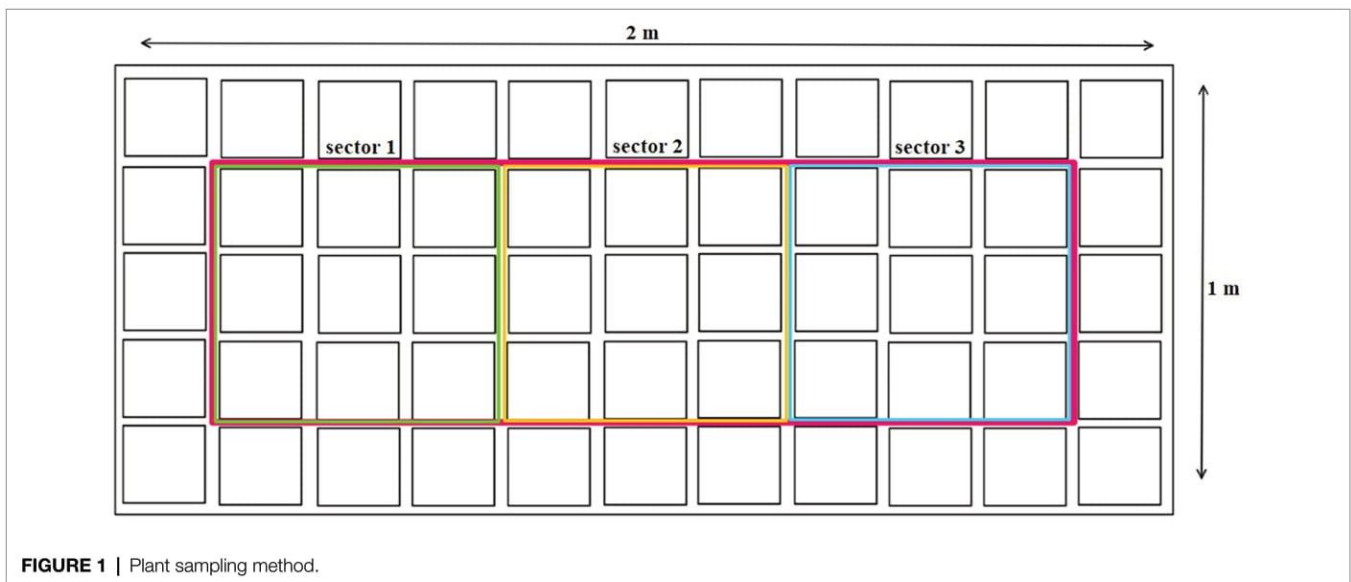 2 m
sector 1
sector 2
sector 3
1 m
FIGURE 1 | Plant sampling method.